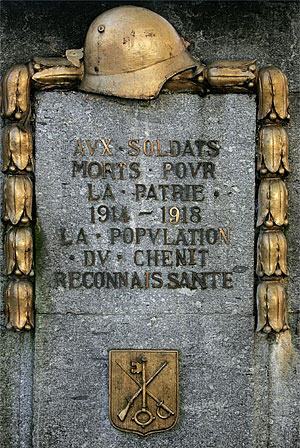 AVX · SOLDATS
MORTS · POVR
LA · PATRIE ·
1914 - 1918
LA · POPVLATION
· DV · CHENIT
RECONNAISSANTE